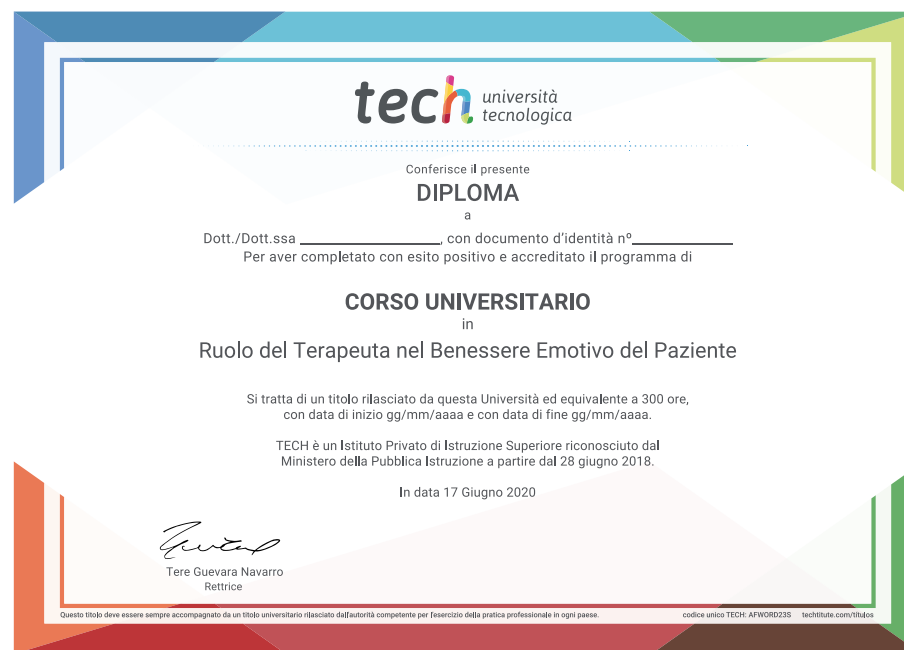 tech università
tecnologica
Conferisce il presente
DIPLOMA
a
Dott./Dott.ssa ____________________, con documento d'identità nº______________
Per aver completato con esito positivo e accreditato il programma di
CORSO UNIVERSITARIO
in
Ruolo del Terapeuta nel Benessere Emotivo del Paziente
Si tratta di un titolo rilasciato da questa Università ed equivalente a 300 ore,
con data di inizio gg/mm/aaaa e con data di fine gg/mm/aaaa.
TECH è un Istituto Privato di Istruzione Superiore riconosciuto dal
Ministero della Pubblica Istruzione a partire dal 28 giugno 2018.
In data 17 Giugno 2020
Tere Guevara Navarro
Rettrice
Questo titolo deve essere sempre accompagnato da un titolo universitario rilasciato dall'autorità competente per l'esercizio della pratica professionale in ogni paese. codice unico TECH: AFWORD23S techtitute.com/titulos